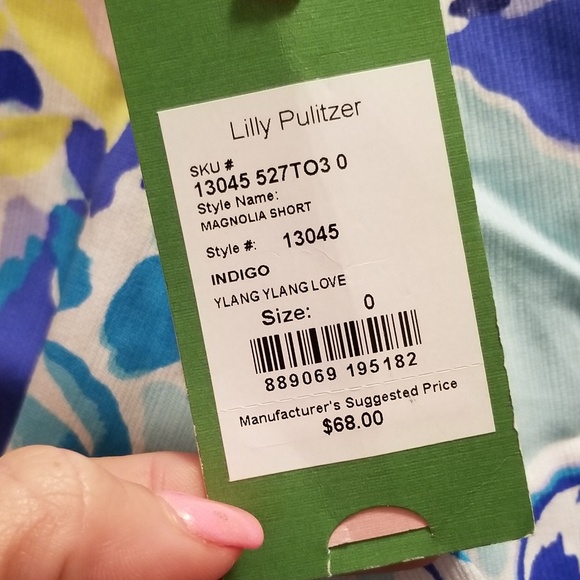 Lilly Pulitzer
SKU #
13045 527TO3 0
Style Name:
MAGNOLIA SHORT
Style #: 13045
INDIGO
YLANG YLANG LOVE
Size: 0
889069 195182
Manufacturer's Suggested Price
$68.00